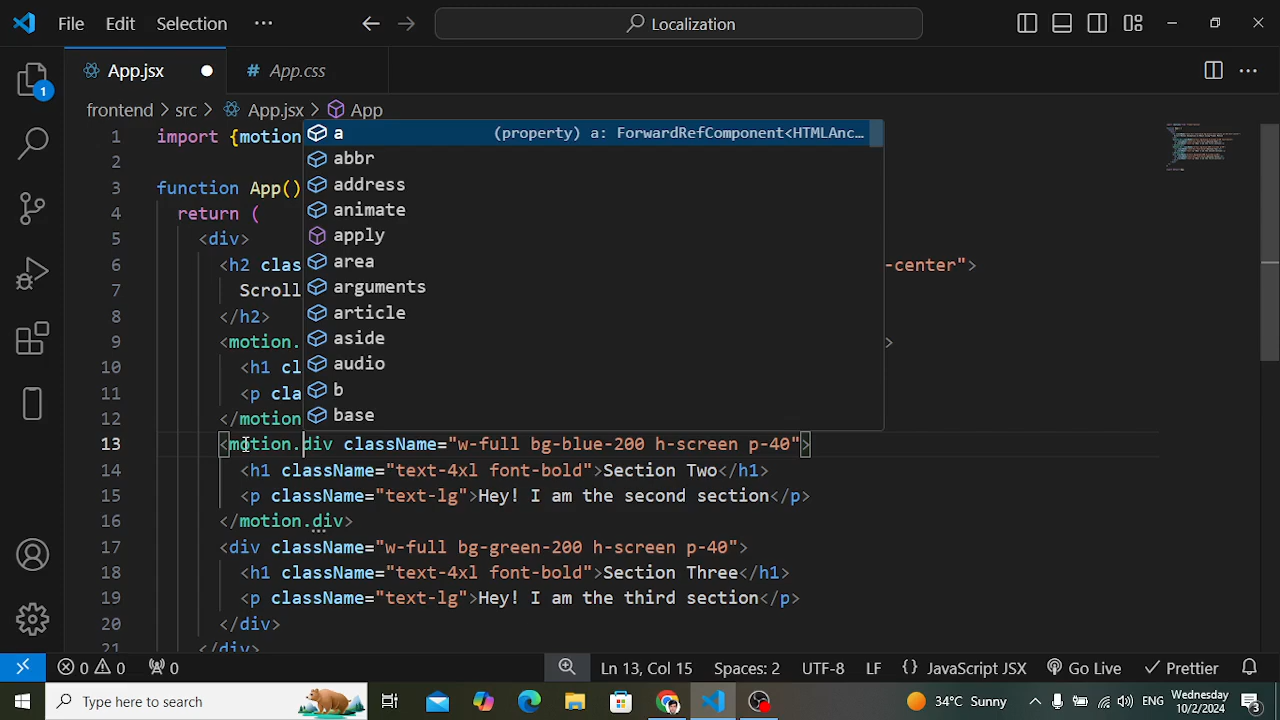 File Edit Selection ··· Localization
App.jsx # App.css
1
frontend > src > App.jsx > App
1 import {motion
2
3 function App()
4 return (
5 <div>
6 <h2 clas -center">
7 Scroll
8 </h2>
9 <motion. >
10 <h1 cl
11 <p cla
12 </motion
a (property) a: ForwardRefComponent<HTMLAnc…
abbr
address
animate
apply
area
arguments
article
aside
audio
b
base
13 <motion.div className="w-full bg-blue-200 h-screen p-40">
14 <h1 className="text-4xl font-bold">Section Two</h1>
15 <p className="text-lg">Hey! I am the second section</p>
16 </motion.div>
17 <div className="w-full bg-green-200 h-screen p-40">
18 <h1 className="text-4xl font-bold">Section Three</h1>
19 <p className="text-lg">Hey! I am the third section</p>
20 </div>
21 </div>
0 0 0 Ln 13, Col 15 Spaces: 2 UTF-8 LF {} JavaScript JSX Go Live Prettier
Type here to search 34°C Sunny ENG Wednesday 10/2/2024 3